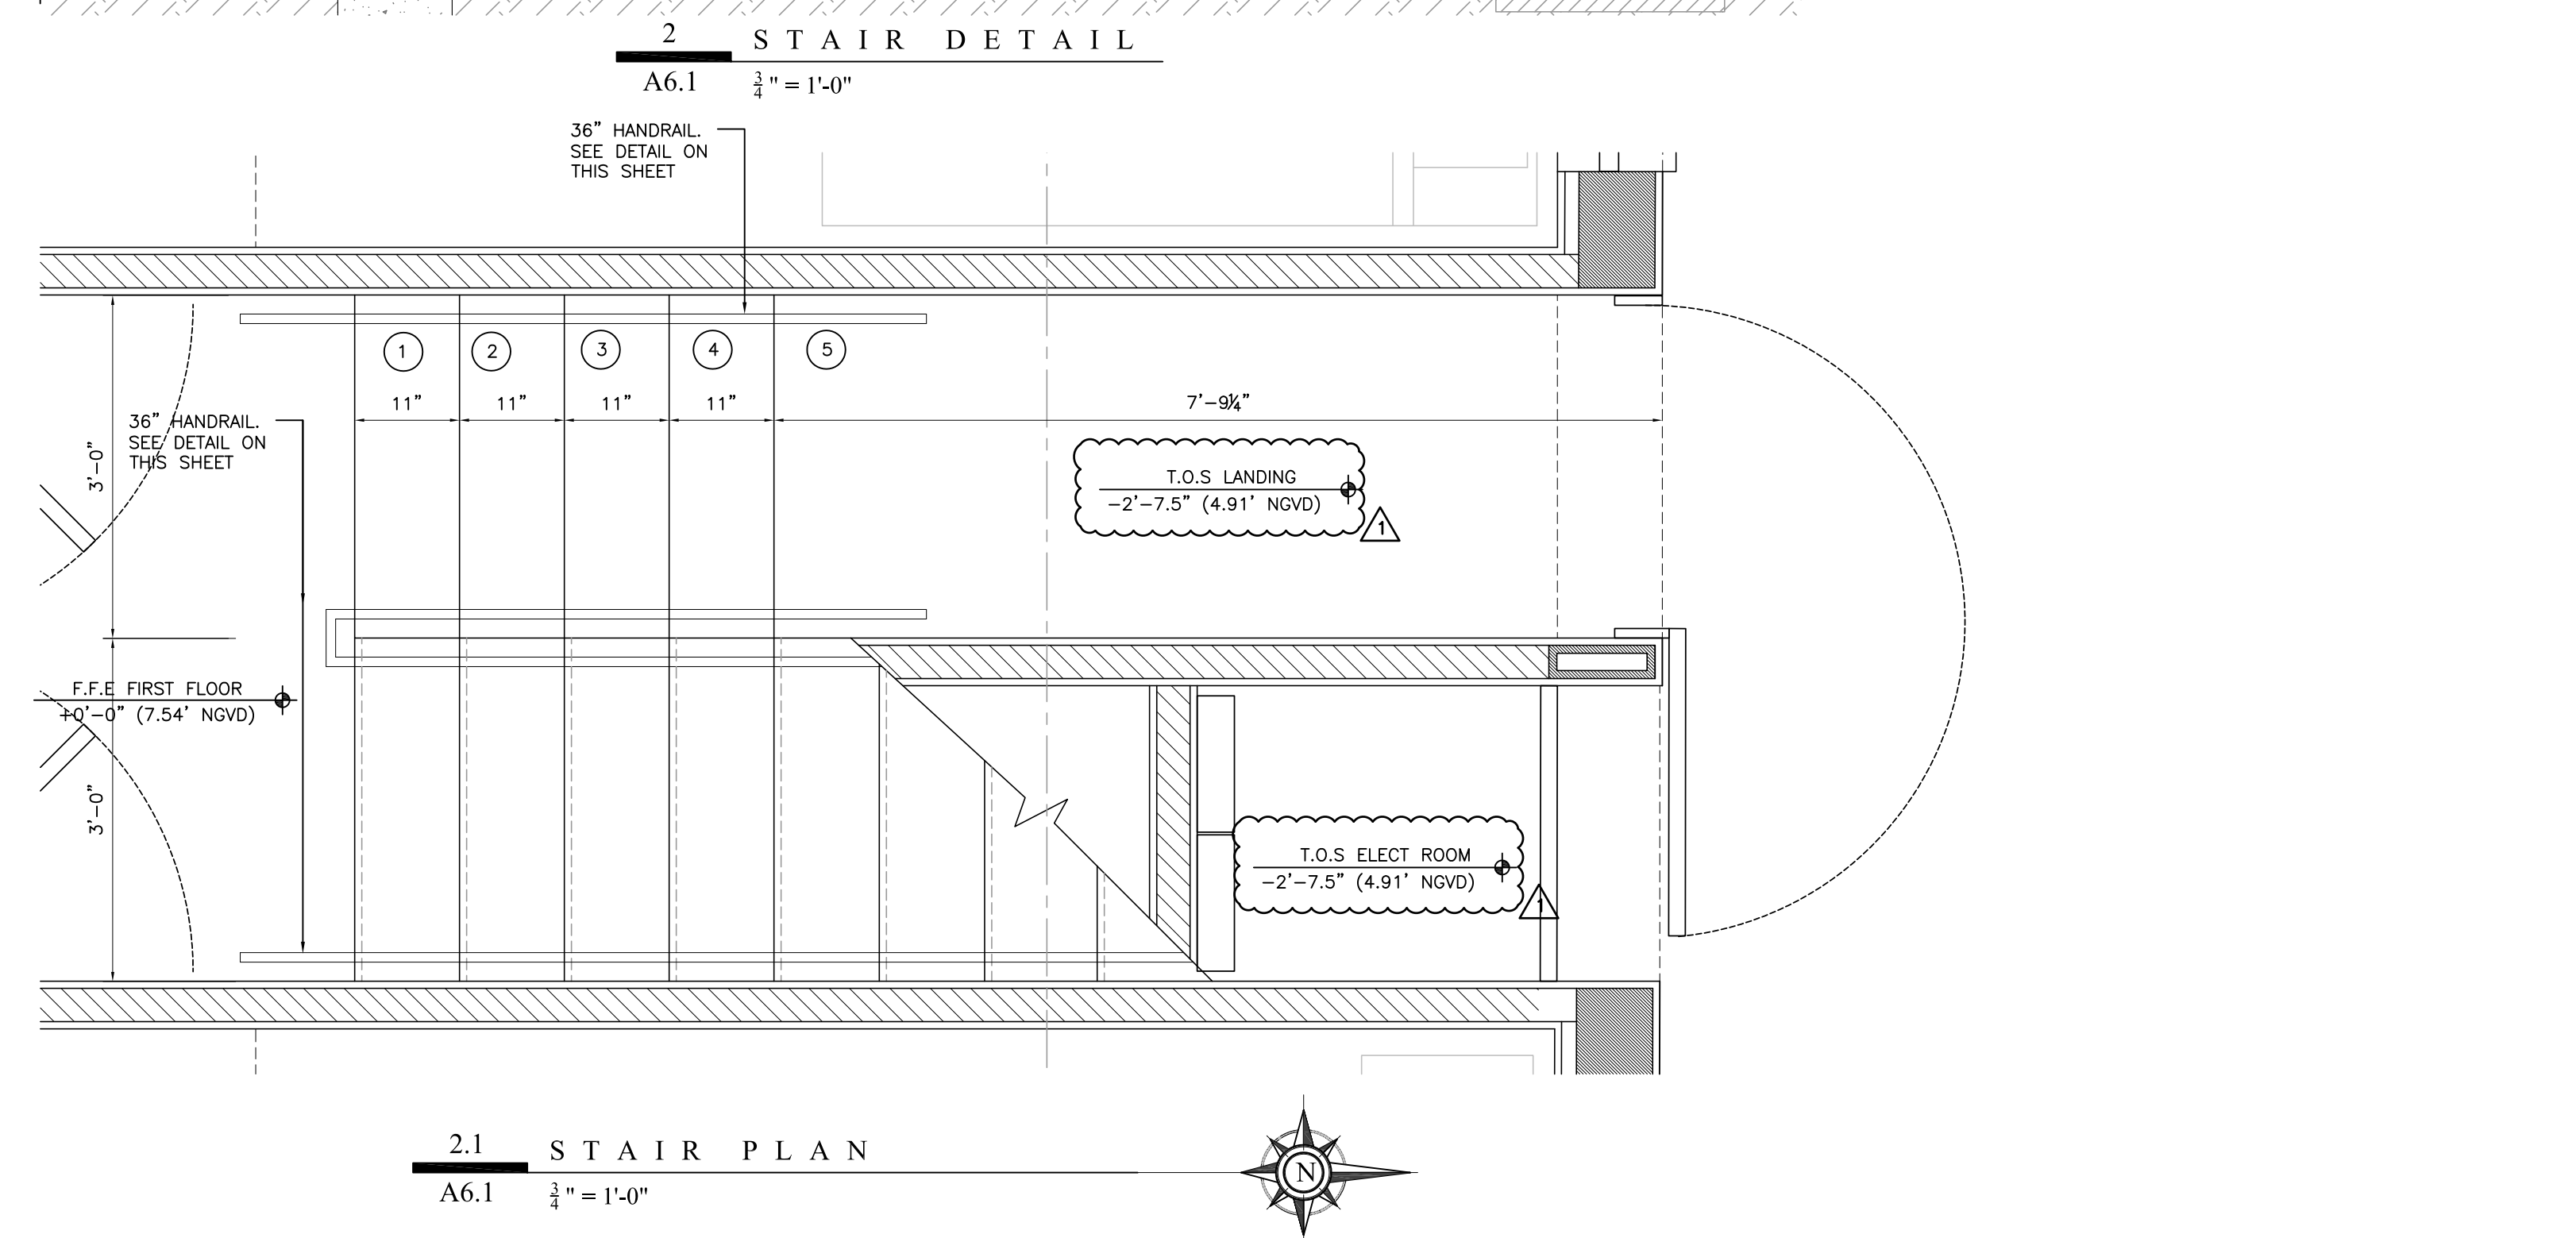 2
STAIR DETAIL
A6.1
3/4" = 1'-0"
36" HANDRAIL.
SEE DETAIL ON
THIS SHEET
1
2
3
4
5
11"
11"
11"
11"
7'-9¼"
36" HANDRAIL.
SEE DETAIL ON
THIS SHEET
3'-0"
T.O.S LANDING
-2'-7.5" (4.91' NGVD)
1
F.F.E FIRST FLOOR
+0'-0" (7.54' NGVD)
3'-0"
T.O.S ELECT ROOM
-2'-7.5" (4.91' NGVD)
1
2.1
STAIR PLAN
A6.1
3/4" = 1'-0"
N